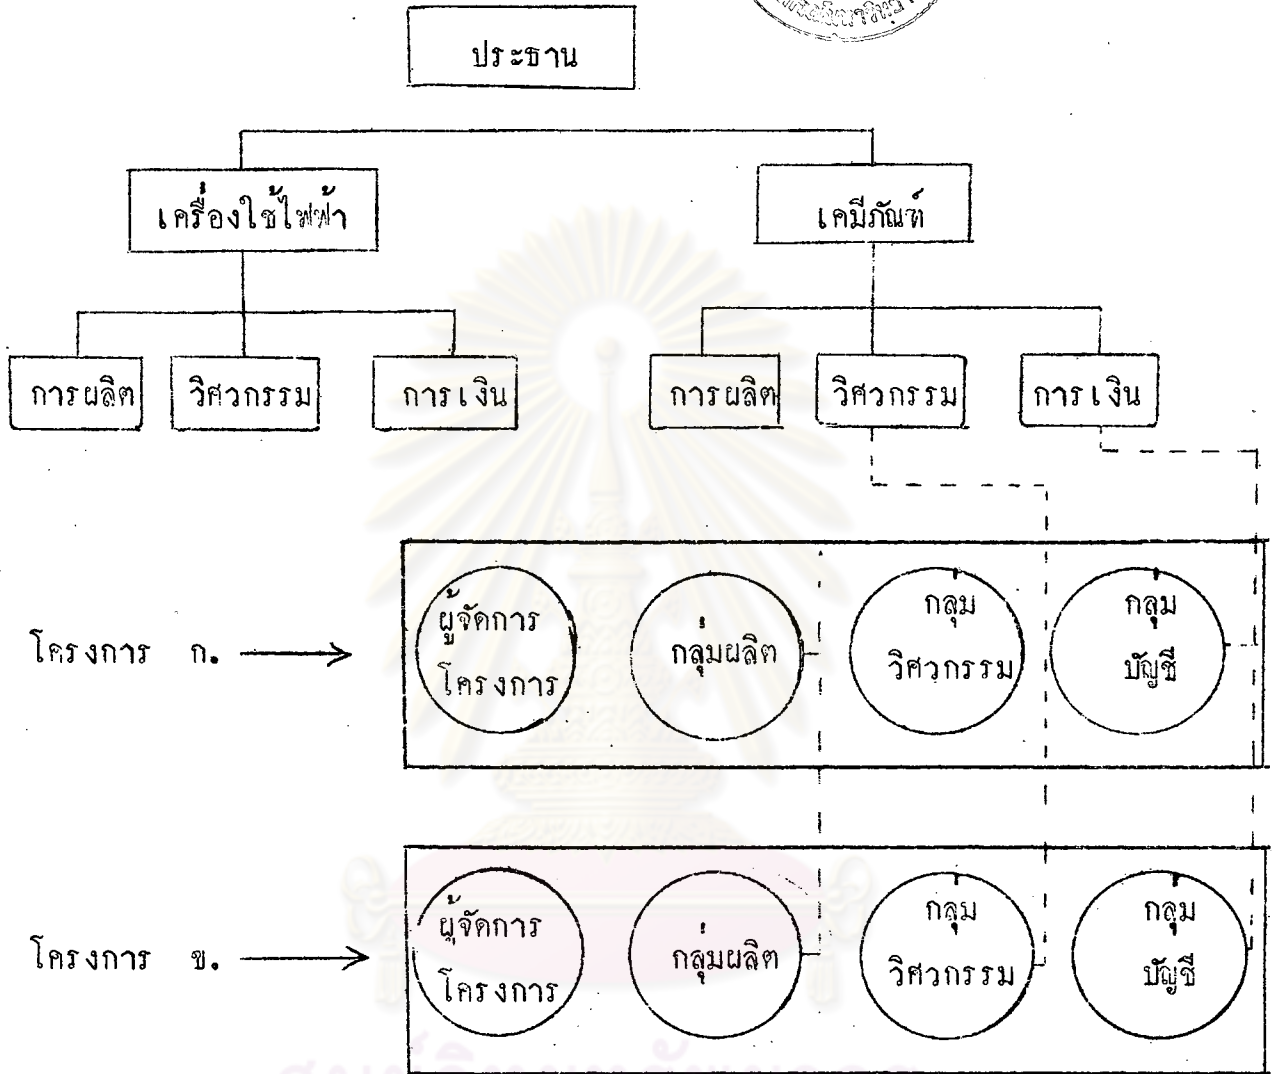 ประธาน
เครื่องใช้ไฟฟ้า
เคมีภัณฑ์
การผลิต
วิศวกรรม
การเงิน
การผลิต
วิศวกรรม
การเงิน
โครงการ ก.
ผู้จัดการ
โครงการ
กลุ่มผลิต
กลุ่ม
วิศวกรรม
กลุ่ม
บัญชี
โครงการ ข.
ผู้จัดการ
โครงการ
กลุ่มผลิต
กลุ่ม
วิศวกรรม
กลุ่ม
บัญชี